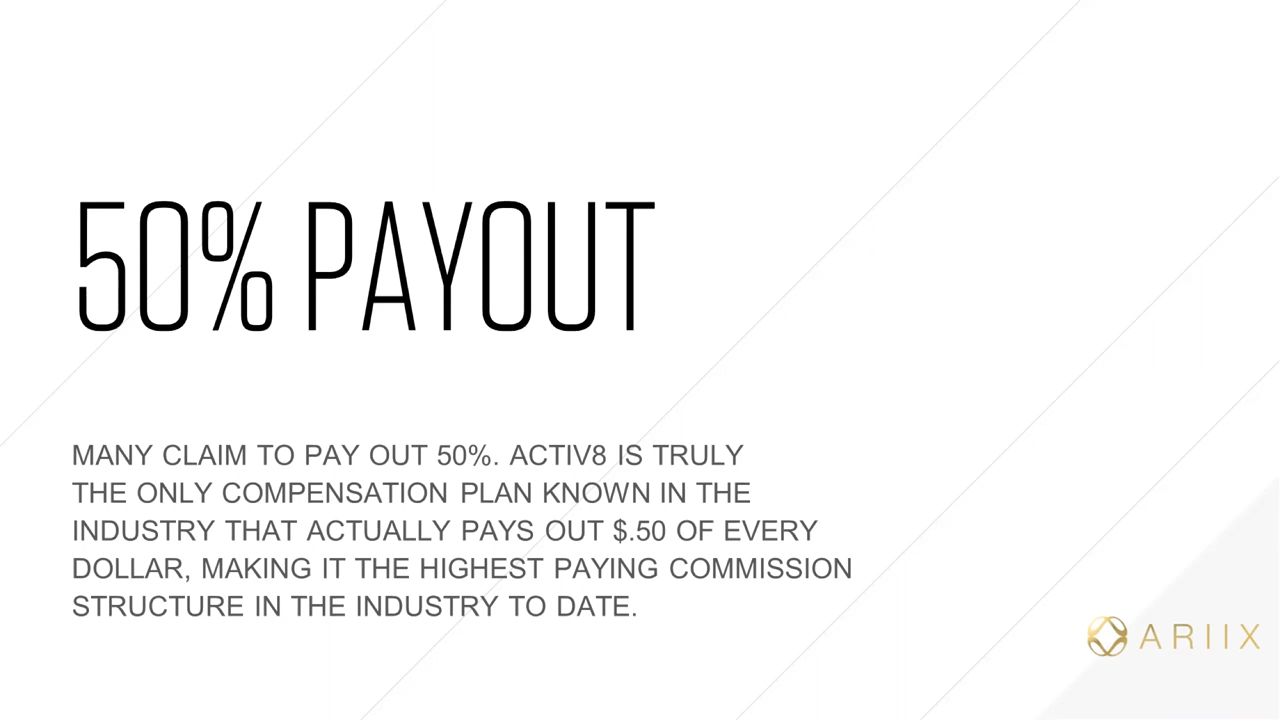 50% PAYOUT
MANY CLAIM TO PAY OUT 50%. ACTIV8 IS TRULY
THE ONLY COMPENSATION PLAN KNOWN IN THE
INDUSTRY THAT ACTUALLY PAYS OUT $.50 OF EVERY
DOLLAR, MAKING IT THE HIGHEST PAYING COMMISSION
STRUCTURE IN THE INDUSTRY TO DATE.
ARIIX